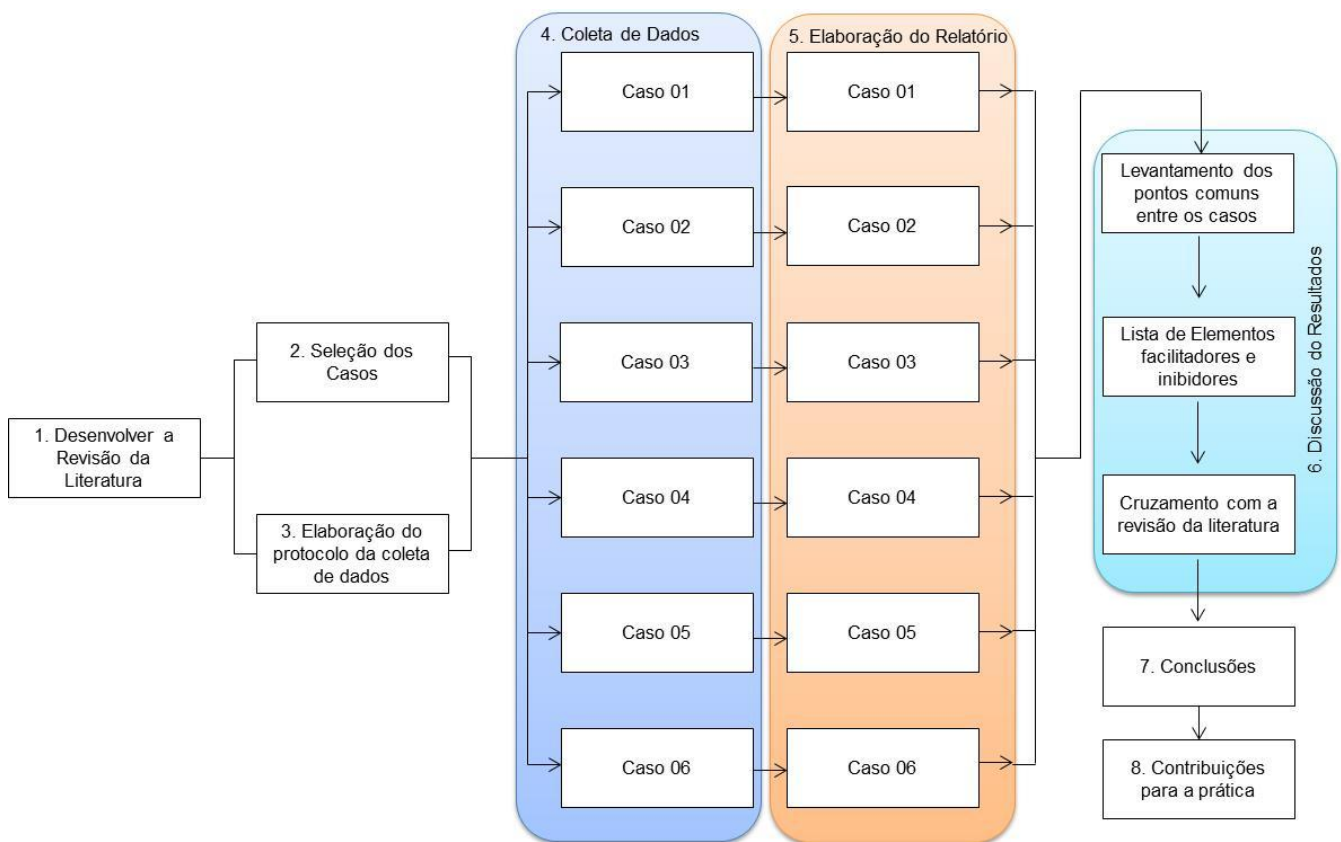 1. Desenvolver a
Revisão da
Literatura
2. Seleção dos
Casos
3. Elaboração do
protocolo da coleta
de dados
4. Coleta de Dados
Caso 01
Caso 02
Caso 03
Caso 04
Caso 05
Caso 06
5. Elaboração do Relatório
Caso 01
Caso 02
Caso 03
Caso 04
Caso 05
Caso 06
6. Discussão do Resultados
Levantamento dos
pontos comuns
entre os casos
Lista de Elementos
facilitadores e
inibidores
Cruzamento com a
revisão da literatura
7. Conclusões
8. Contribuições
para a prática